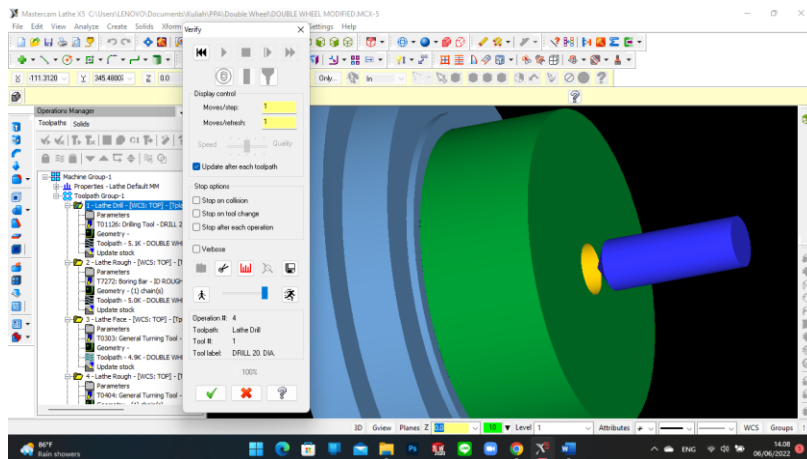 Mastercam Lathe X5 C:\Users\LENOVO\Documents\Kuliah\PPAI\Double Wheel\DOUBLE WHEEL MODIFIED.MCX-5
File Edit View Analyze Create Solids Xform
Settings Help
Verify
X -111.3120 Y 345.4800 Z 0.0
Only... In
Operations Manager
Toolpaths Solids
G1
Machine Group-1
Properties - Lathe Default MM
Toolpath Group-1
1 - Lathe Drill - [WCS: TOP] - [Tpla
Parameters
T01126: Drilling Tool - DRILL 2
Geometry -
Toolpath - 5.1K - DOUBLE WH
Update stock
2 - Lathe Rough - [WCS: TOP] - [T
Parameters
T7272: Boring Bar - ID ROUGH
Geometry - (1) chain(s)
Toolpath - 5.0K - DOUBLE WH
Update stock
3 - Lathe Face - [WCS: TOP] - [Tp
Parameters
T0303: General Turning Tool -
Geometry -
Toolpath - 4.9K - DOUBLE WH
Update stock
4 - Lathe Rough - [WCS: TOP] - [T
Parameters
T0404: General Turning Tool -
Geometry - (1) chain(s)
Display control
Moves/step: 1
Moves/refresh: 1
Speed Quality
Update after each toolpath
Stop options
Stop on collision
Stop on tool change
Stop after each operation
Verbose
Operation #: 4
Toolpath: Lathe Drill
Tool #: 1
Tool label: DRILL 20. DIA.
100%
3D Gview Planes Z 0.0 10 Level 1 Attributes WCS Groups
86°F
Rain showers
ENG
14.08
06/06/2022